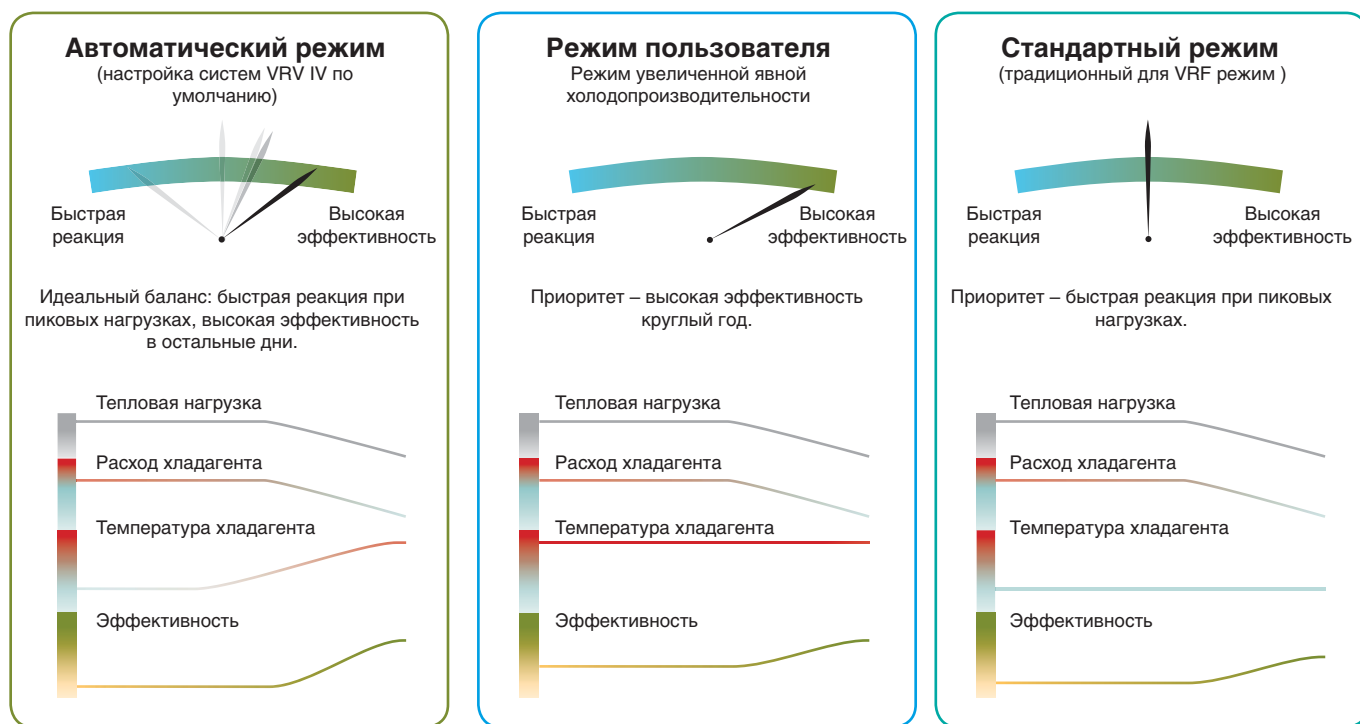 Автоматический режим
(настройка систем VRV IV по
умолчанию)
Быстрая
реакция
Высокая
эффективность
Идеальный баланс: быстрая реакция при
пиковых нагрузках, высокая эффективность
в остальные дни.
Тепловая нагрузка
Расход хладагента
Температура хладагента
Эффективность
Режим пользователя
Режим увеличенной явной
холодопроизводительности
Быстрая
реакция
Высокая
эффективность
Приоритет – высокая эффективность
круглый год.
Тепловая нагрузка
Расход хладагента
Температура хладагента
Эффективность
Стандартный режим
(традиционный для VRF режим )
Быстрая
реакция
Высокая
эффективность
Приоритет – быстрая реакция при пиковых
нагрузках.
Тепловая нагрузка
Расход хладагента
Температура хладагента
Эффективность